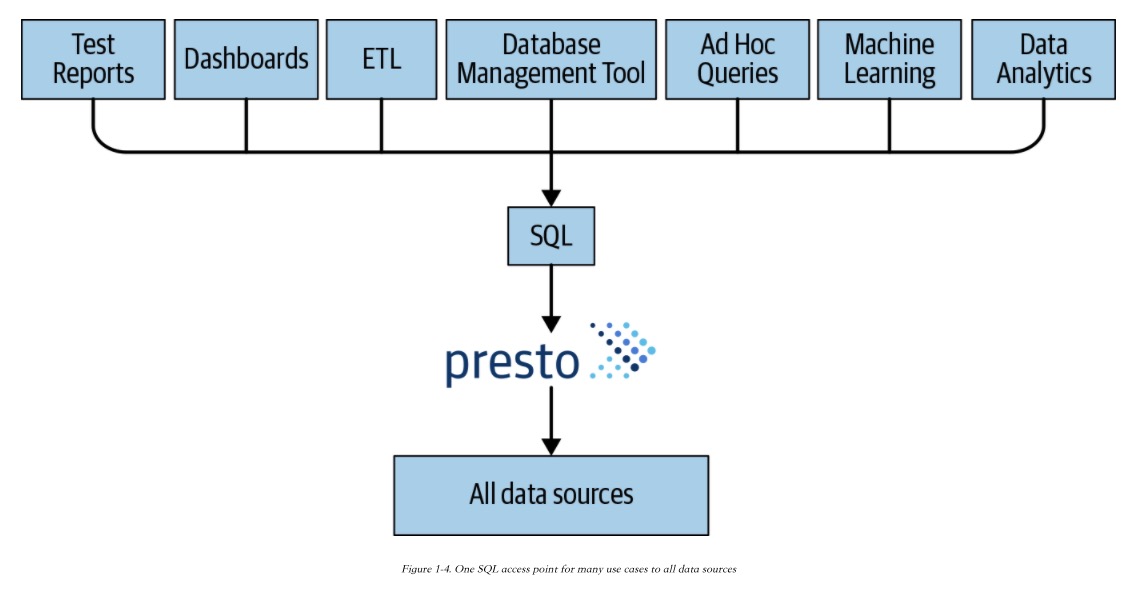 Test
Reports
Dashboards
ETL
Database
Management Tool
Ad Hoc
Queries
Machine
Learning
Data
Analytics
SQL
presto
All data sources
Figure 1-4. One SQL access point for many use cases to all data sources